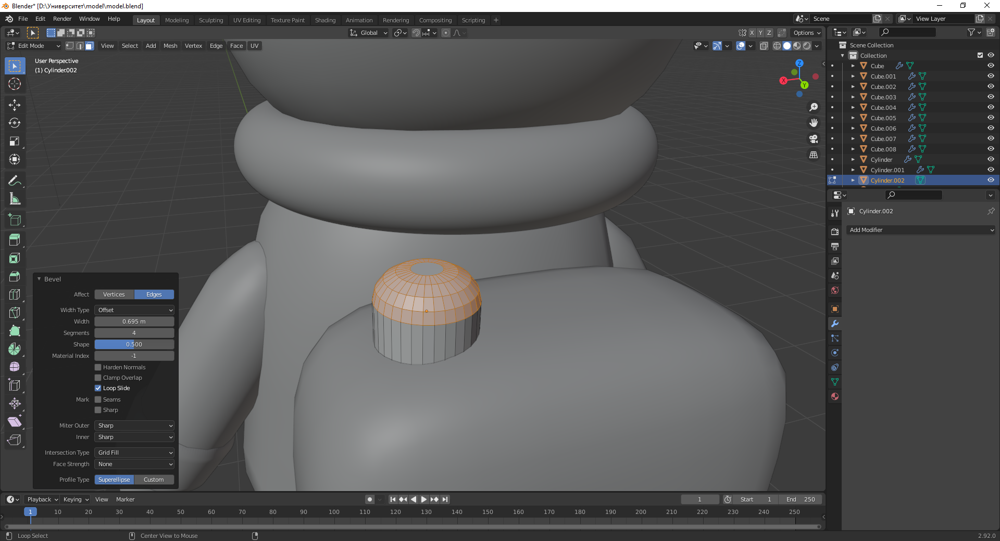 Blender* [D:\Университет\model\model.blend]
File Edit Render Window Help Layout Modeling Sculpting UV Editing Texture Paint Shading Animation Rendering Compositing Scripting + Scene View Layer
Global X Y Z Options
Edit Mode View Select Add Mesh Vertex Edge Face UV
User Perspective
(1) Cylinder.002
Z
X
Y
Bevel
Affect Vertices Edges
Width Type Offset
Width 0.695 m
Segments 4
Shape 0.500
Material Index -1
Harden Normals
Clamp Overlap
Loop Slide
Mark Seams
Sharp
Miter Outer Sharp
Inner Sharp
Intersection Type Grid Fill
Face Strength None
Profile Type Superellipse Custom
Scene Collection
Collection
Cube
Cube.001
Cube.002
Cube.003
Cube.004
Cube.005
Cube.006
Cube.007
Cube.008
Cylinder
Cylinder.001
Cylinder.002
Cylinder.002
Add Modifier
Playback Keying View Marker 1 Start 1 End 250
1 10 20 30 40 50 60 70 80 90 100 110 120 130 140 150 160 170 180 190 200 210 220 230 240 250
Loop Select Center View to Mouse 2.92.0